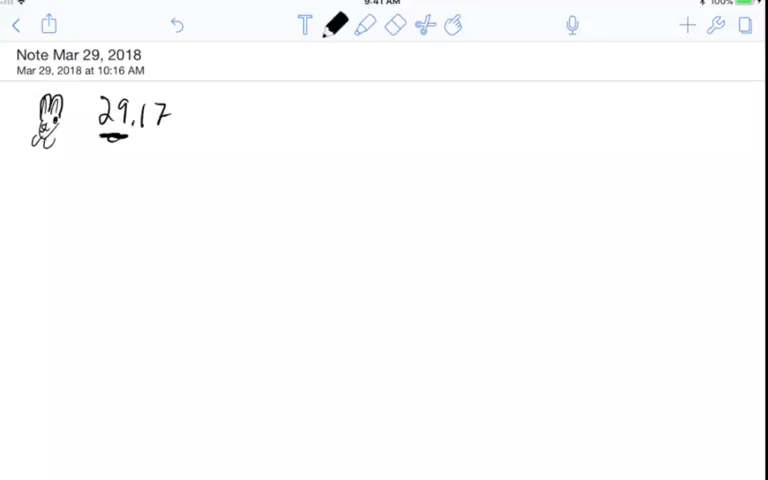 9:41 AM
100%
T
Note Mar 29, 2018
Mar 29, 2018 at 10:16 AM
29.17